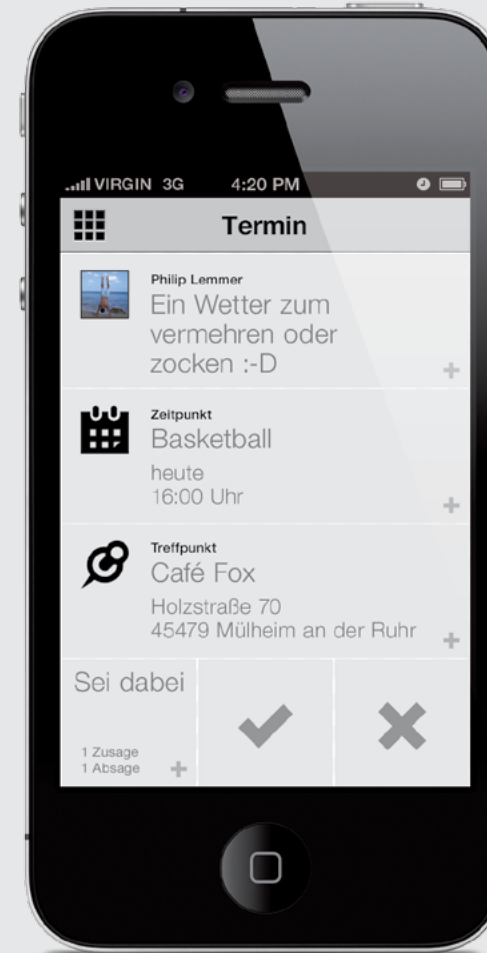 VIRGIN 3G 4:20 PM
Termin
Philip Lemmer
Ein Wetter zum
vermehren oder
zocken :-D
Zeitpunkt
Basketball
heute
16:00 Uhr
Treffpunkt
Café Fox
Holzstraße 70
45479 Mülheim an der Ruhr
Sei dabei
1 Zusage
1 Absage